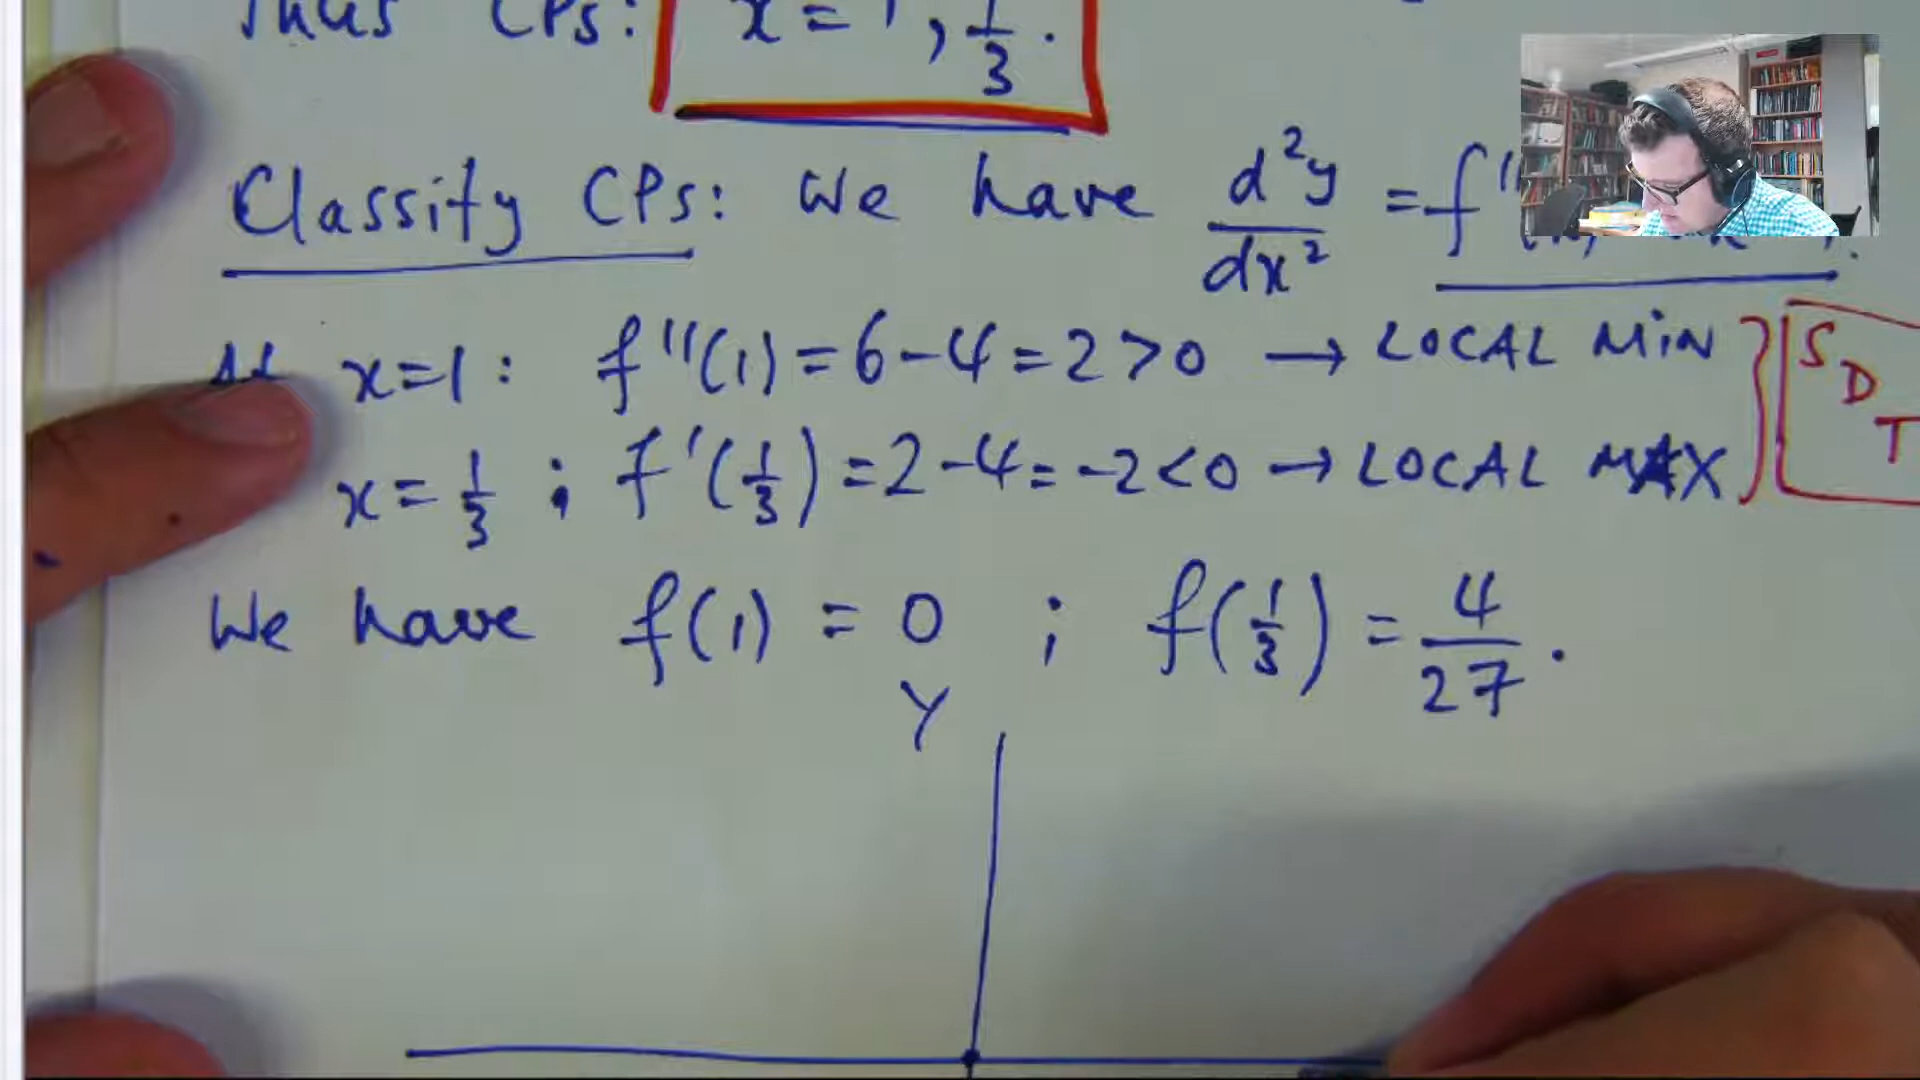 Thus CPs: x = 1, 1/3.
Classify CPs: We have d²y/dx² = f''
At x=1: f''(1) = 6-4 = 2 > 0 → LOCAL MIN
x = 1/3 ; f'(1/3) = 2-4 = -2 < 0 → LOCAL MAX
SDT
We have f(1) = 0 ; f(1/3) = 4/27.
Y